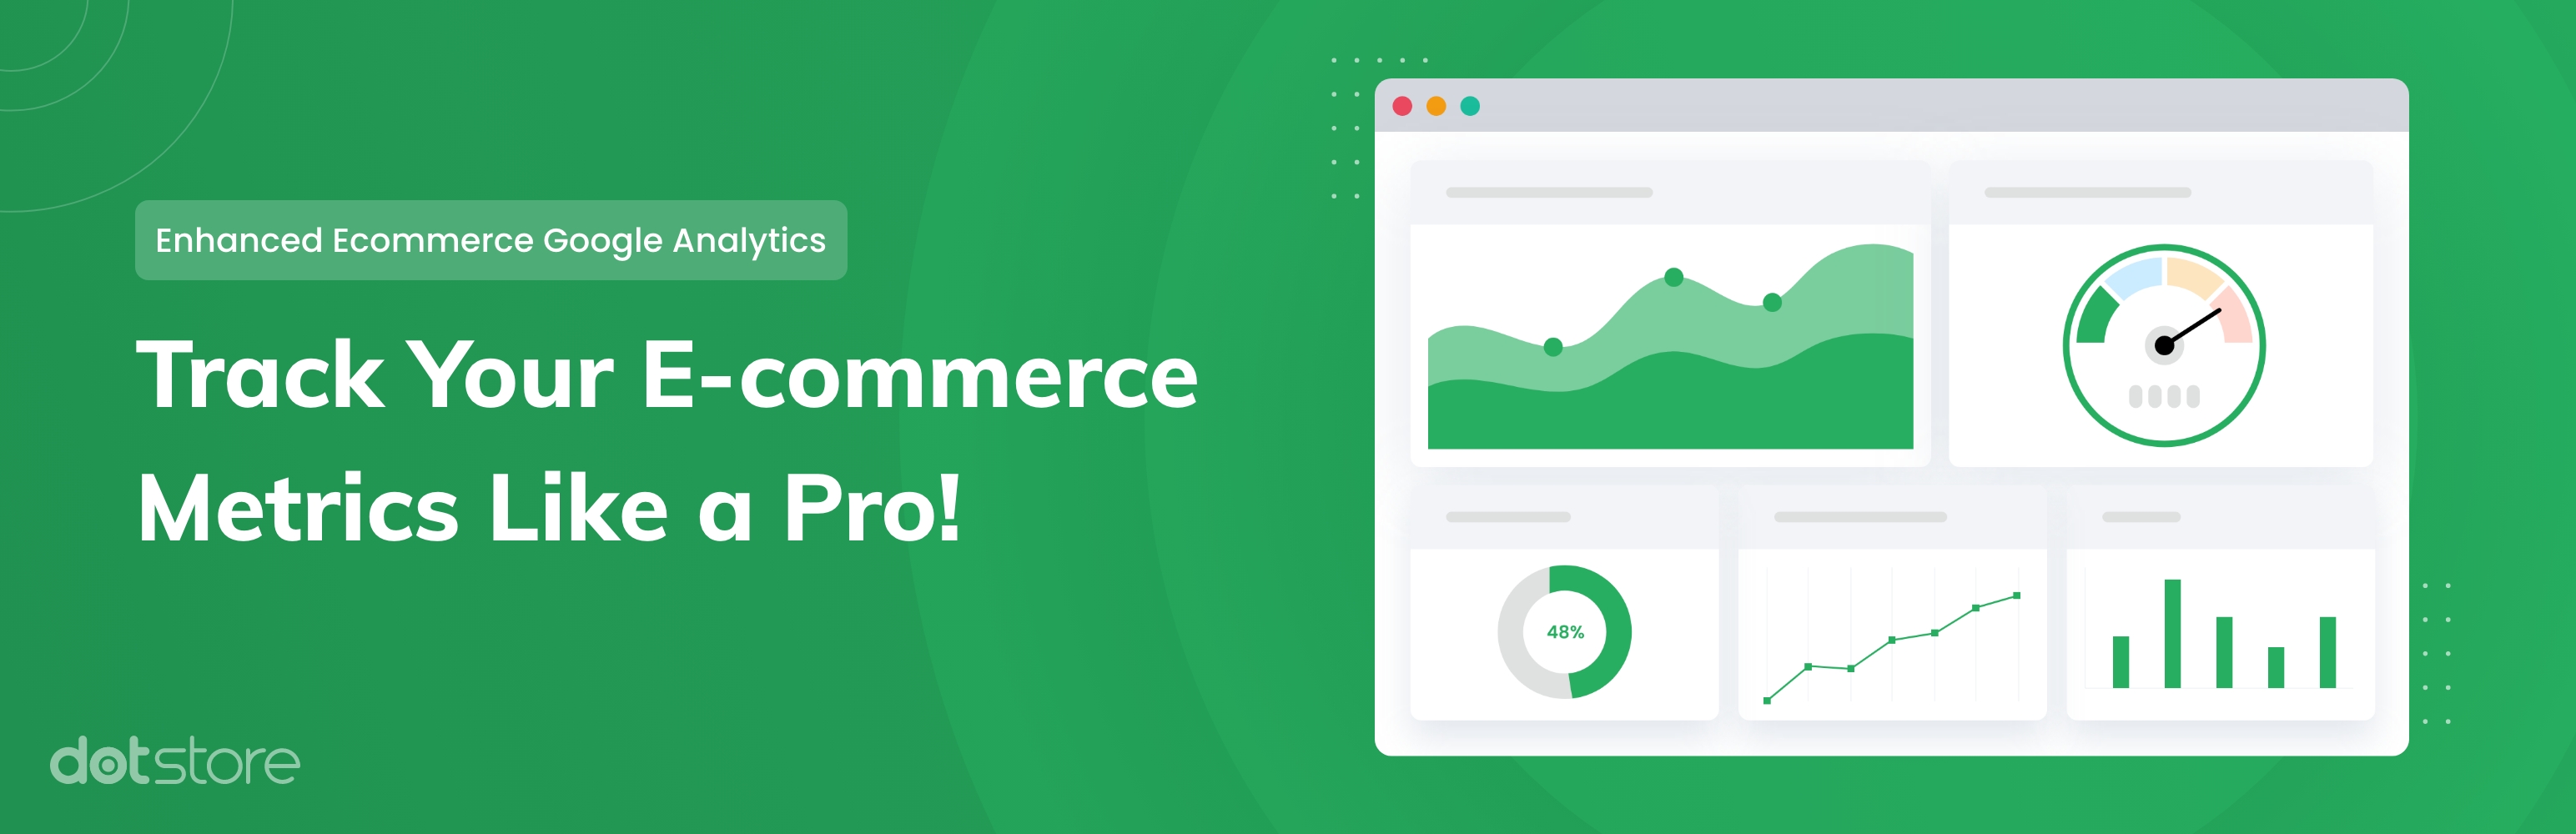 Enhanced Ecommerce Google Analytics
Track Your E-commerce
Metrics Like a Pro!
48%
dotstore